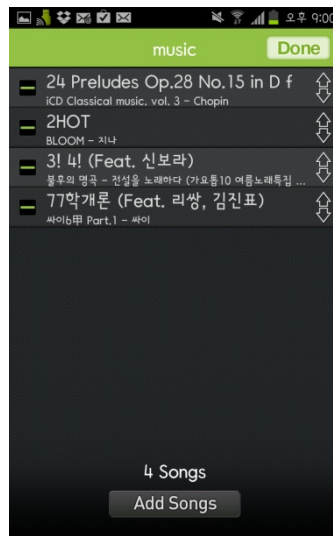 오후 9:00
music
Done
24 Preludes Op.28 No.15 in D f
iCD Classical music. vol. 3 – Chopin
2HOT
BLOOM – 지나
3! 4! (Feat. 신보라)
불후의 명곡 – 전설을 노래하다 (가요톱10 여름노래특집 ...
77학개론 (Feat. 리쌍, 김진표)
싸이6甲 Part.1 – 싸이
4 Songs
Add Songs